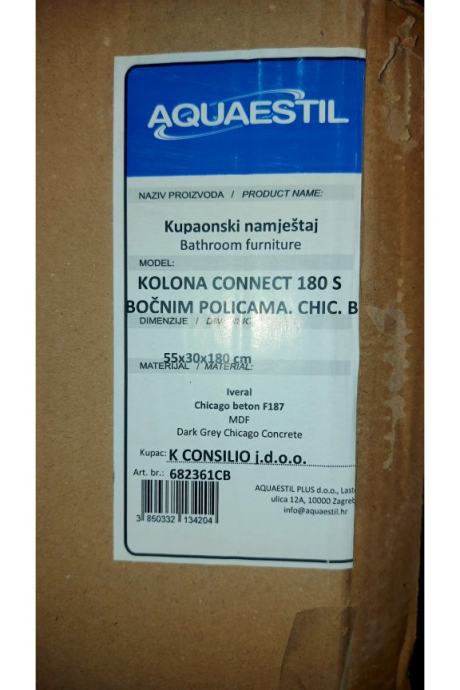 AQUAESTIL
NAZIV PROIZVODA / PRODUCT NAME:
Kupaonski namještaj
Bathroom furniture
MODEL:
KOLONA CONNECT 180 S
BOČNIM POLICAMA. CHIC. B
DIMENZIJE /
55x30x180 cm
MATERIJAL / MATERIAL:
Iveral
Chicago beton F187
MDF
Dark Grey Chicago Concrete
Kupac: K CONSILIO j.d.o.o.
Art. br.: 682361CB
AQUAESTIL PLUS d.o.o., Last
ulica 12A, 10000 Zagreb
info@aquaestil.hr
3 850332 134204